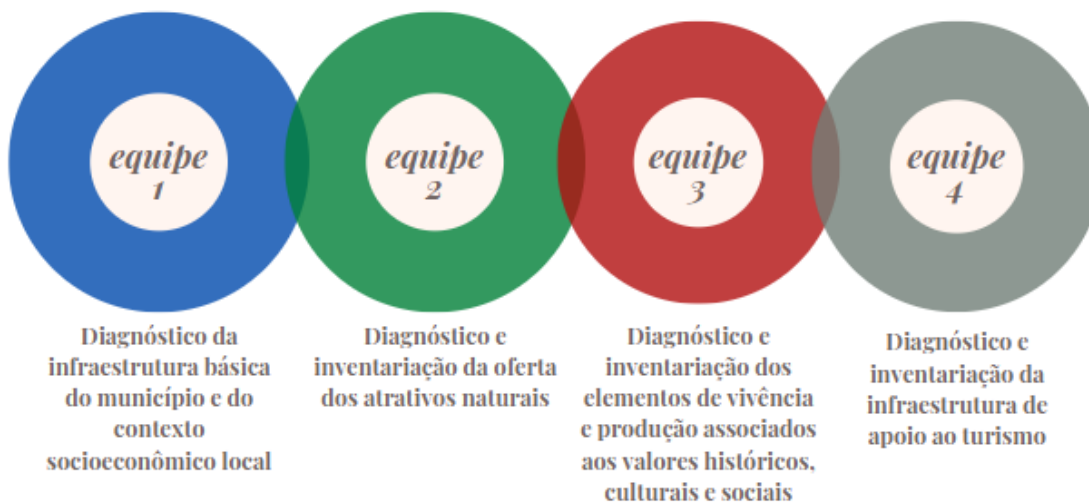 equipe
1
equipe
2
equipe
3
equipe
4
Diagnóstico da
infraestrutura básica
do município e do
contexto
socioeconômico local
Diagnóstico e
inventariação da oferta
dos atrativos naturais
Diagnóstico e
inventariação dos
elementos de vivência
e produção associados
aos valores históricos,
culturais e sociais
Diagnóstico e
inventariação da
infraestrutura de
apoio ao turismo